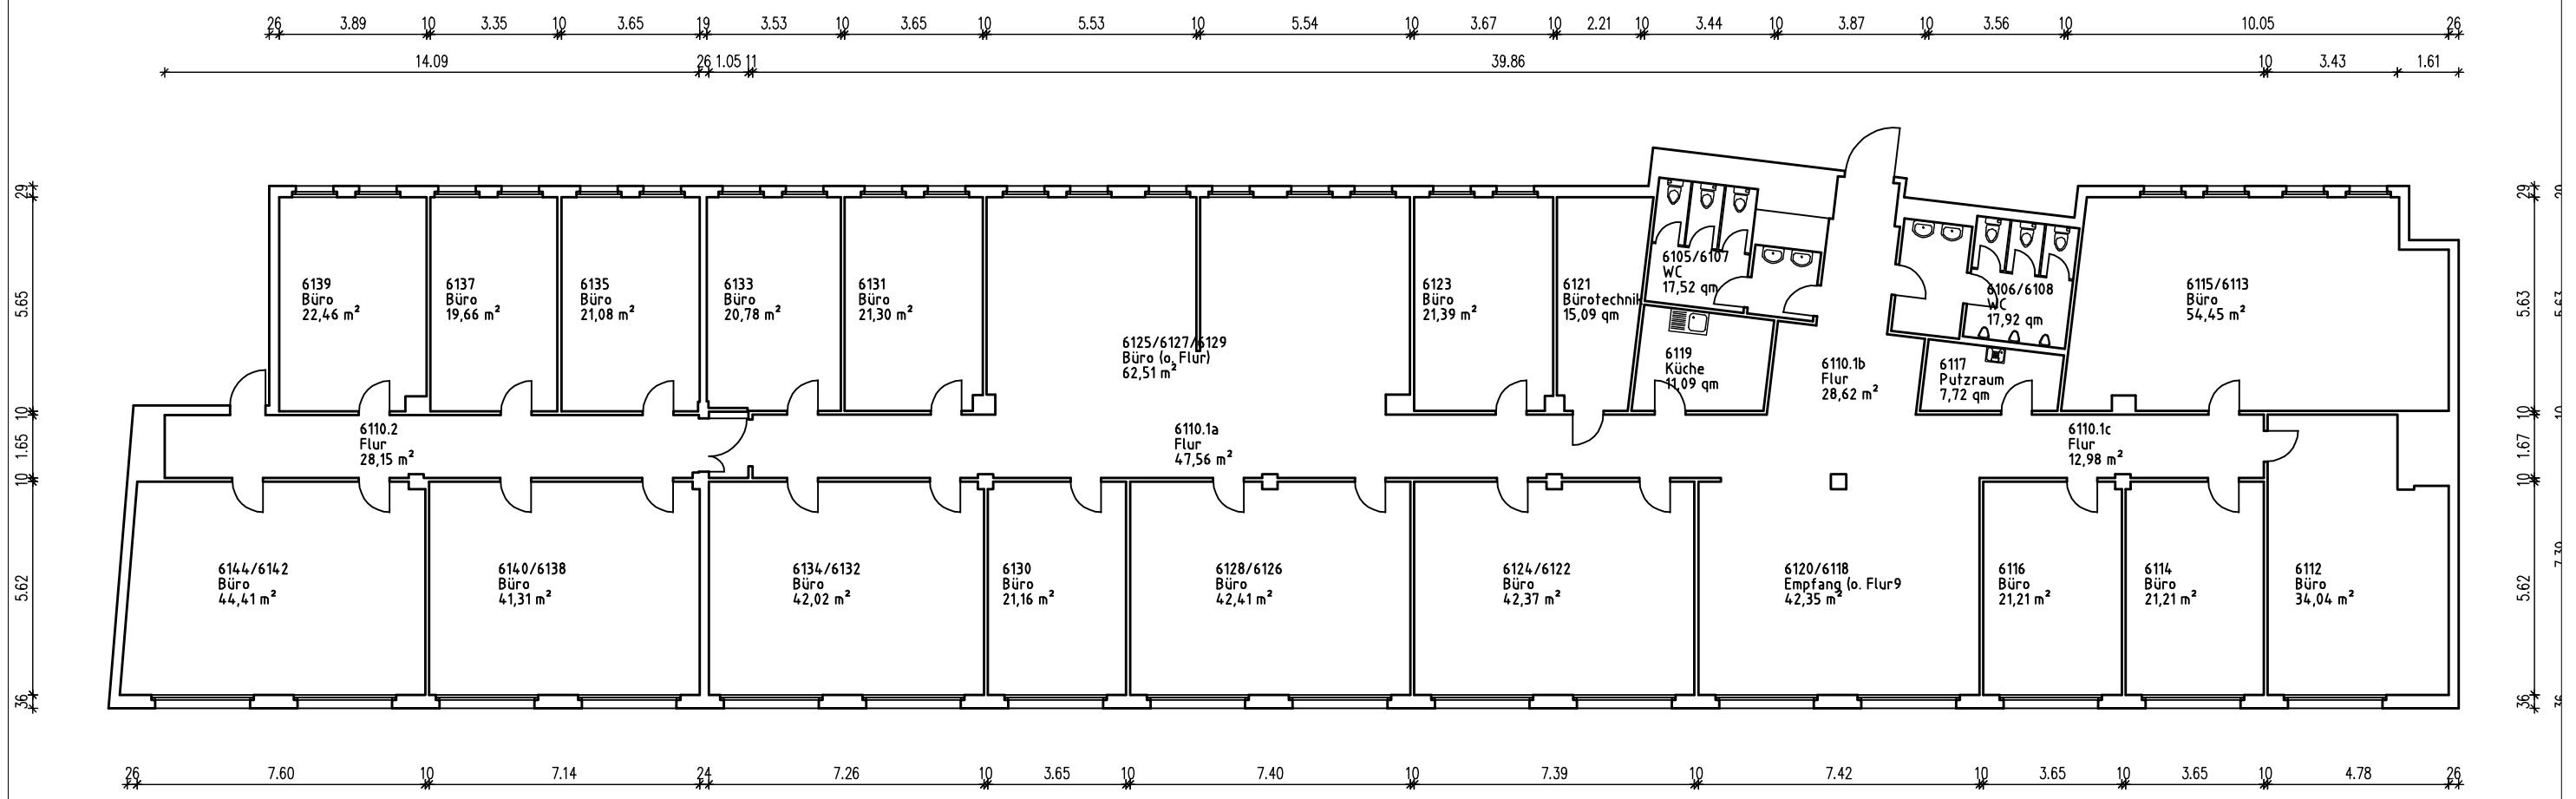 26 3.89 10 3.35 10 3.65 19 3.53 10 3.65 10 5.53 10 5.54 10 3.67 10 2.21 10 3.44 10 3.87 10 3.56 10 10.05 26
14.09 26 1.05 11 39.86 10 3.43 1.61
29
5.65
10
1.65
10
5.62
36
6139
Büro
22,46 m²
6137
Büro
19,66 m²
6135
Büro
21,08 m²
6133
Büro
20,78 m²
6131
Büro
21,30 m²
6125/6127/6129
Büro (o. Flur)
62,51 m²
6123
Büro
21,39 m²
6121
Bürotechnik
15,09 qm
6105/6107
WC
17,52 qm
6119
Küche
11,09 qm
6110.1b
Flur
28,62 m²
6106/6108
WC
17,92 qm
6117
Putzraum
7,72 qm
6115/6113
Büro
54,45 m²
6110.2
Flur
28,15 m²
6110.1a
Flur
47,56 m²
6110.1c
Flur
12,98 m²
6144/6142
Büro
44,41 m²
6140/6138
Büro
41,31 m²
6134/6132
Büro
42,02 m²
6130
Büro
21,16 m²
6128/6126
Büro
42,41 m²
6124/6122
Büro
42,37 m²
6120/6118
Empfang (o. Flur9
42,35 m²
6116
Büro
21,21 m²
6114
Büro
21,21 m²
6112
Büro
34,04 m²
29
5.63
10
1.67
10
5.62
36
26 7.60 10 7.14 24 7.26 10 3.65 10 7.40 10 7.39 10 7.42 10 3.65 10 3.65 10 4.78 26